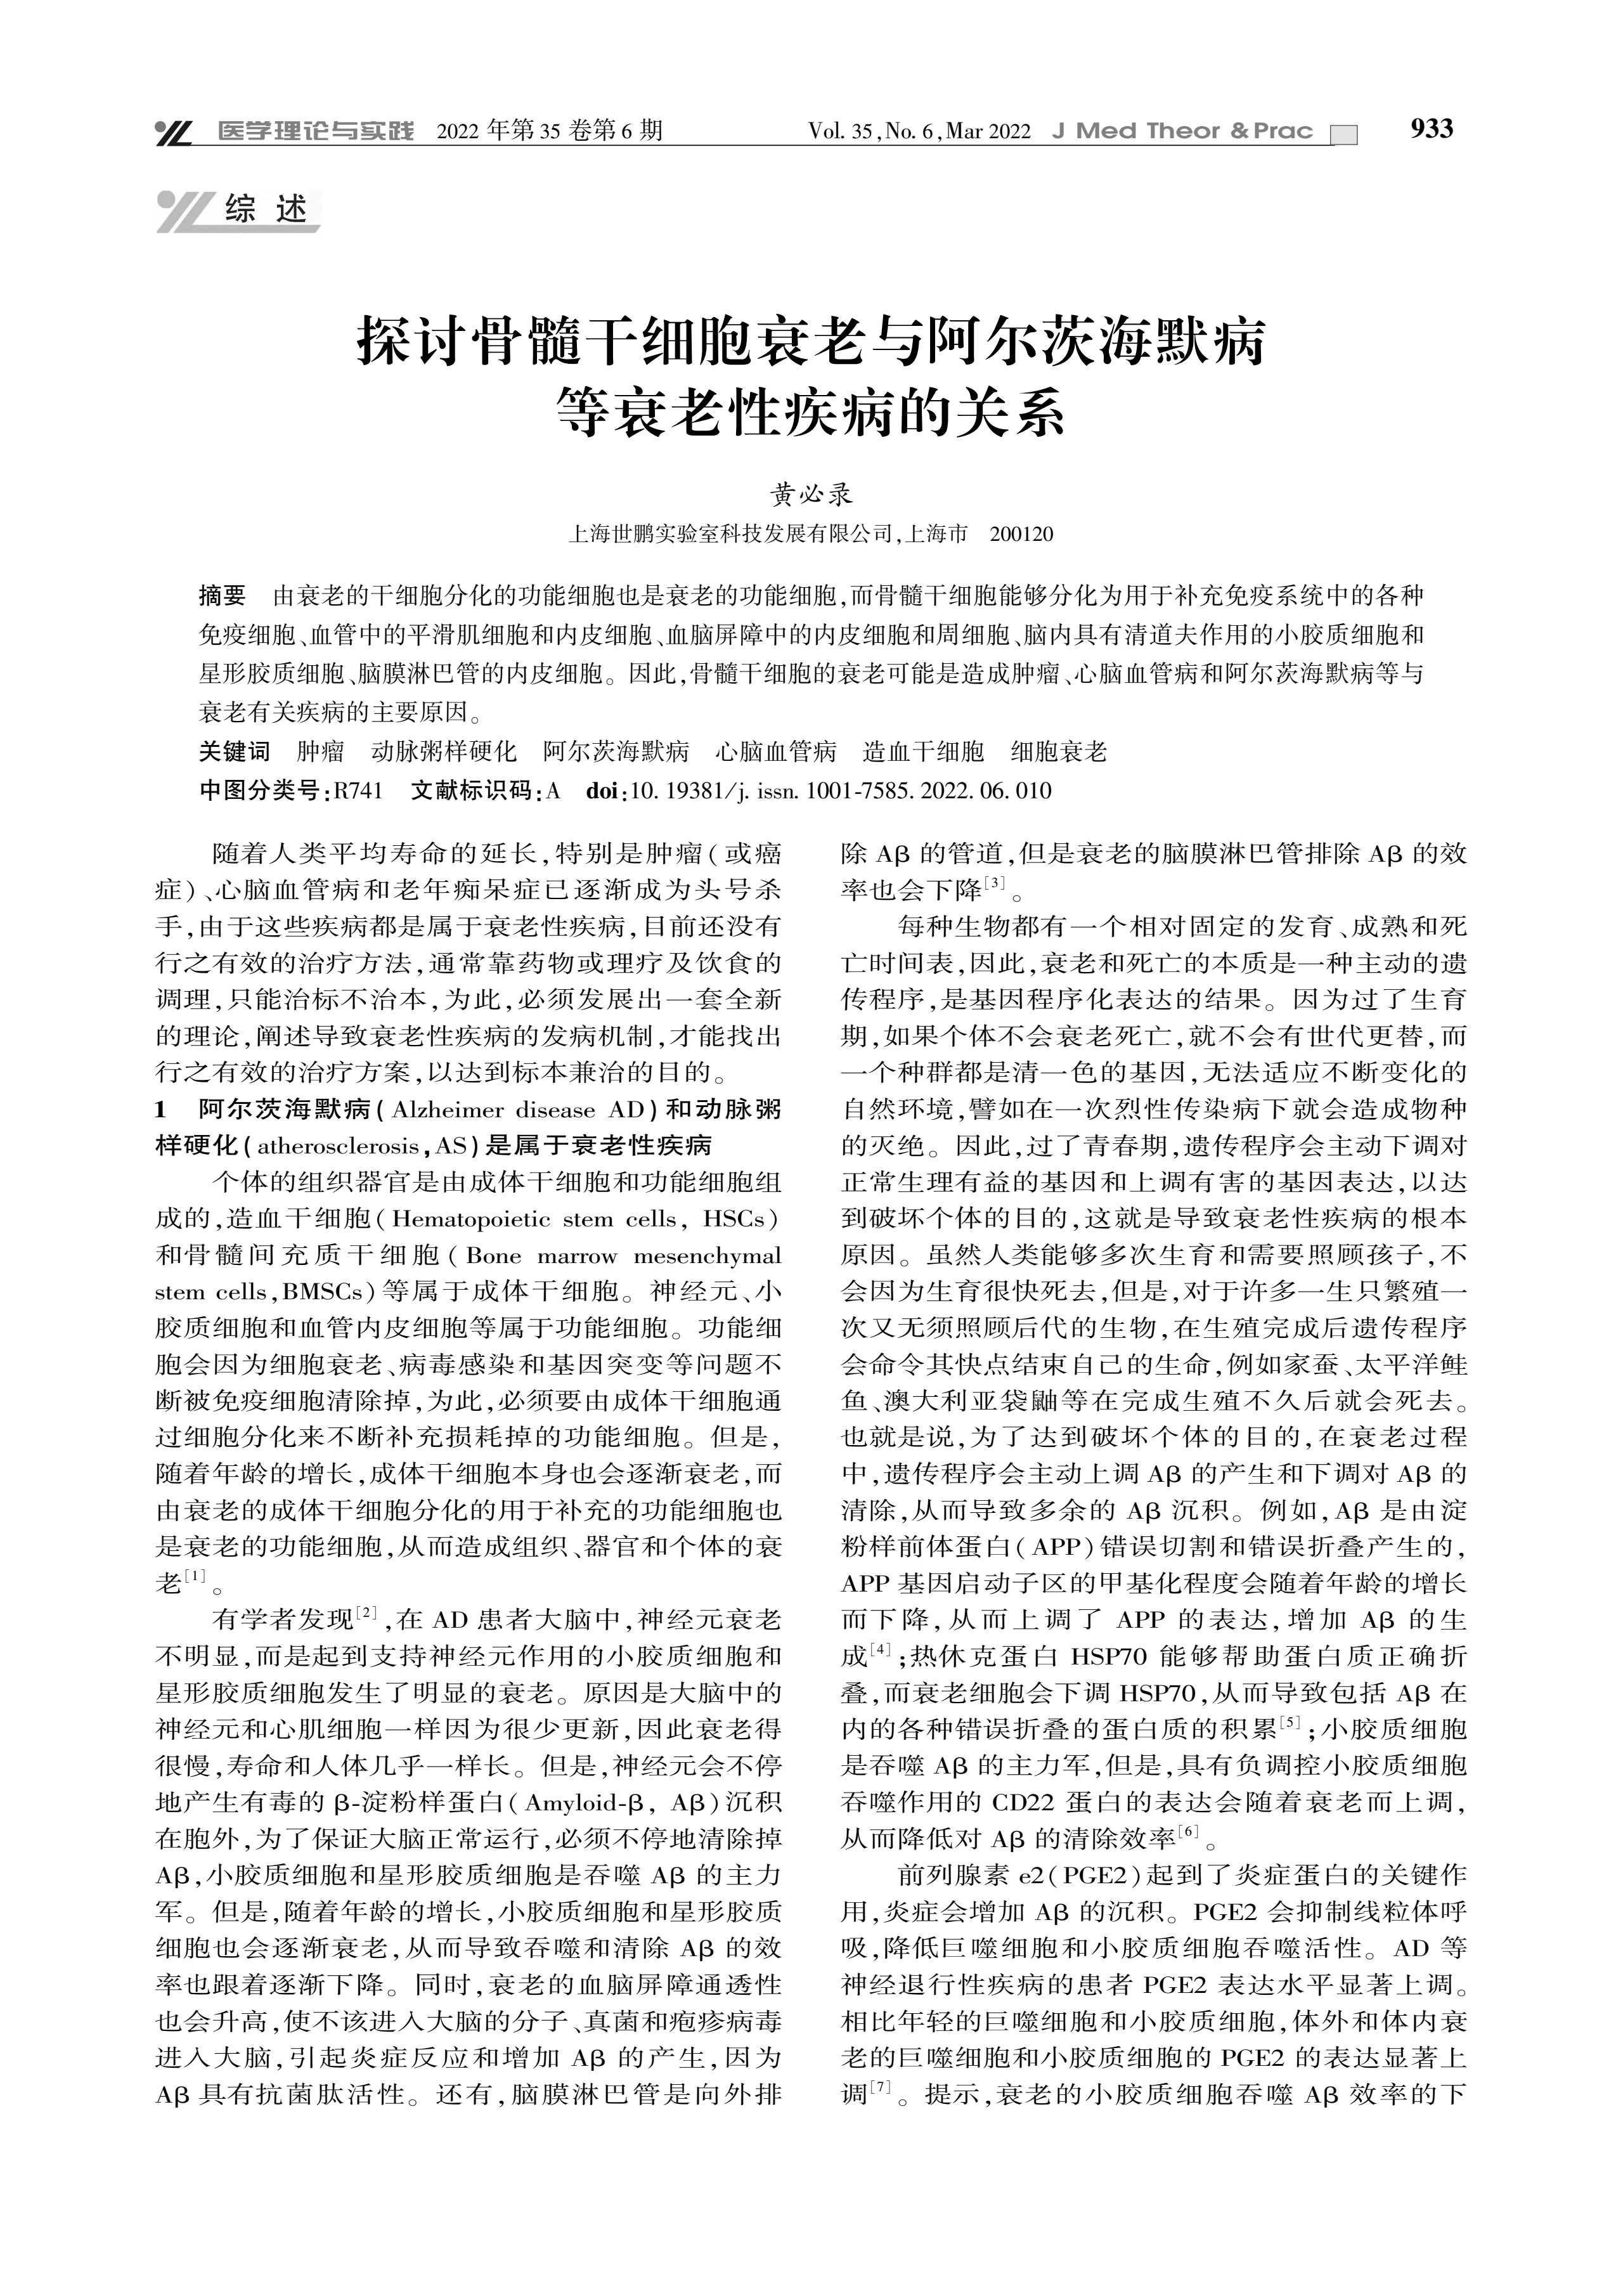 医学理论与实践 2022 年第 35 卷第 6 期 Vol. 35,No. 6,Mar 2022 J Med Theor & Prac 933
综 述
探讨骨髓干细胞衰老与阿尔茨海默病
等衰老性疾病的关系
黄必录
上海世鹏实验室科技发展有限公司,上海市 200120
摘要 由衰老的干细胞分化的功能细胞也是衰老的功能细胞,而骨髓干细胞能够分化为用于补充免疫系统中的各种
免疫细胞、血管中的平滑肌细胞和内皮细胞、血脑屏障中的内皮细胞和周细胞、脑内具有清道夫作用的小胶质细胞和
星形胶质细胞、脑膜淋巴管的内皮细胞。因此,骨髓干细胞的衰老可能是造成肿瘤、心脑血管病和阿尔茨海默病等与
衰老有关疾病的主要原因。
关键词 肿瘤 动脉粥样硬化 阿尔茨海默病 心脑血管病 造血干细胞 细胞衰老
中图分类号:R741 文献标识码:A doi:10. 19381/j. issn. 1001-7585. 2022. 06. 010
随着人类平均寿命的延长,特别是肿瘤(或癌
症)、心脑血管病和老年痴呆症已逐渐成为头号杀
手,由于这些疾病都是属于衰老性疾病,目前还没有
行之有效的治疗方法,通常靠药物或理疗及饮食的
调理,只能治标不治本,为此,必须发展出一套全新
的理论,阐述导致衰老性疾病的发病机制,才能找出
行之有效的治疗方案,以达到标本兼治的目的。
1 阿尔茨海默病(Alzheimer disease AD)和动脉粥
样硬化(atherosclerosis,AS)是属于衰老性疾病
个体的组织器官是由成体干细胞和功能细胞组
成的,造血干细胞(Hematopoietic stem cells, HSCs)
和骨髓间充质干细胞(Bone marrow mesenchymal
stem cells,BMSCs)等属于成体干细胞。神经元、小
胶质细胞和血管内皮细胞等属于功能细胞。功能细
胞会因为细胞衰老、病毒感染和基因突变等问题不
断被免疫细胞清除掉,为此,必须要由成体干细胞通
过细胞分化来不断补充损耗掉的功能细胞。但是,
随着年龄的增长,成体干细胞本身也会逐渐衰老,而
由衰老的成体干细胞分化的用于补充的功能细胞也
是衰老的功能细胞,从而造成组织、器官和个体的衰
老[1]。
有学者发现[2],在 AD 患者大脑中,神经元衰老
不明显,而是起到支持神经元作用的小胶质细胞和
星形胶质细胞发生了明显的衰老。原因是大脑中的
神经元和心肌细胞一样因为很少更新,因此衰老得
很慢,寿命和人体几乎一样长。但是,神经元会不停
地产生有毒的 β-淀粉样蛋白(Amyloid-β, Aβ)沉积
在胞外,为了保证大脑正常运行,必须不停地清除掉
Aβ,小胶质细胞和星形胶质细胞是吞噬 Aβ 的主力
军。但是,随着年龄的增长,小胶质细胞和星形胶质
细胞也会逐渐衰老,从而导致吞噬和清除 Aβ 的效
率也跟着逐渐下降。同时,衰老的血脑屏障通透性
也会升高,使不该进入大脑的分子、真菌和疱疹病毒
进入大脑,引起炎症反应和增加 Aβ 的产生,因为
Aβ 具有抗菌肽活性。还有,脑膜淋巴管是向外排
除 Aβ 的管道,但是衰老的脑膜淋巴管排除 Aβ 的效
率也会下降[3]。
每种生物都有一个相对固定的发育、成熟和死
亡时间表,因此,衰老和死亡的本质是一种主动的遗
传程序,是基因程序化表达的结果。因为过了生育
期,如果个体不会衰老死亡,就不会有世代更替,而
一个种群都是清一色的基因,无法适应不断变化的
自然环境,譬如在一次烈性传染病下就会造成物种
的灭绝。因此,过了青春期,遗传程序会主动下调对
正常生理有益的基因和上调有害的基因表达,以达
到破坏个体的目的,这就是导致衰老性疾病的根本
原因。虽然人类能够多次生育和需要照顾孩子,不
会因为生育很快死去,但是,对于许多一生只繁殖一
次又无须照顾后代的生物,在生殖完成后遗传程序
会命令其快点结束自己的生命,例如家蚕、太平洋鲑
鱼、澳大利亚袋鼬等在完成生殖不久后就会死去。
也就是说,为了达到破坏个体的目的,在衰老过程
中,遗传程序会主动上调 Aβ 的产生和下调对 Aβ 的
清除,从而导致多余的 Aβ 沉积。例如,Aβ 是由淀
粉样前体蛋白(APP)错误切割和错误折叠产生的,
APP 基因启动子区的甲基化程度会随着年龄的增长
而下降,从而上调了 APP 的表达,增加 Aβ 的生
成[4];热休克蛋白 HSP70 能够帮助蛋白质正确折
叠,而衰老细胞会下调 HSP70,从而导致包括 Aβ 在
内的各种错误折叠的蛋白质的积累[5];小胶质细胞
是吞噬 Aβ 的主力军,但是,具有负调控小胶质细胞
吞噬作用的 CD22 蛋白的表达会随着衰老而上调,
从而降低对 Aβ 的清除效率[6]。
前列腺素 e2(PGE2)起到了炎症蛋白的关键作
用,炎症会增加 Aβ 的沉积。PGE2 会抑制线粒体呼
吸,降低巨噬细胞和小胶质细胞吞噬活性。AD 等
神经退行性疾病的患者 PGE2 表达水平显著上调。
相比年轻的巨噬细胞和小胶质细胞,体外和体内衰
老的巨噬细胞和小胶质细胞的 PGE2 的表达显著上
调[7]。提示,衰老的小胶质细胞吞噬 Aβ 效率的下